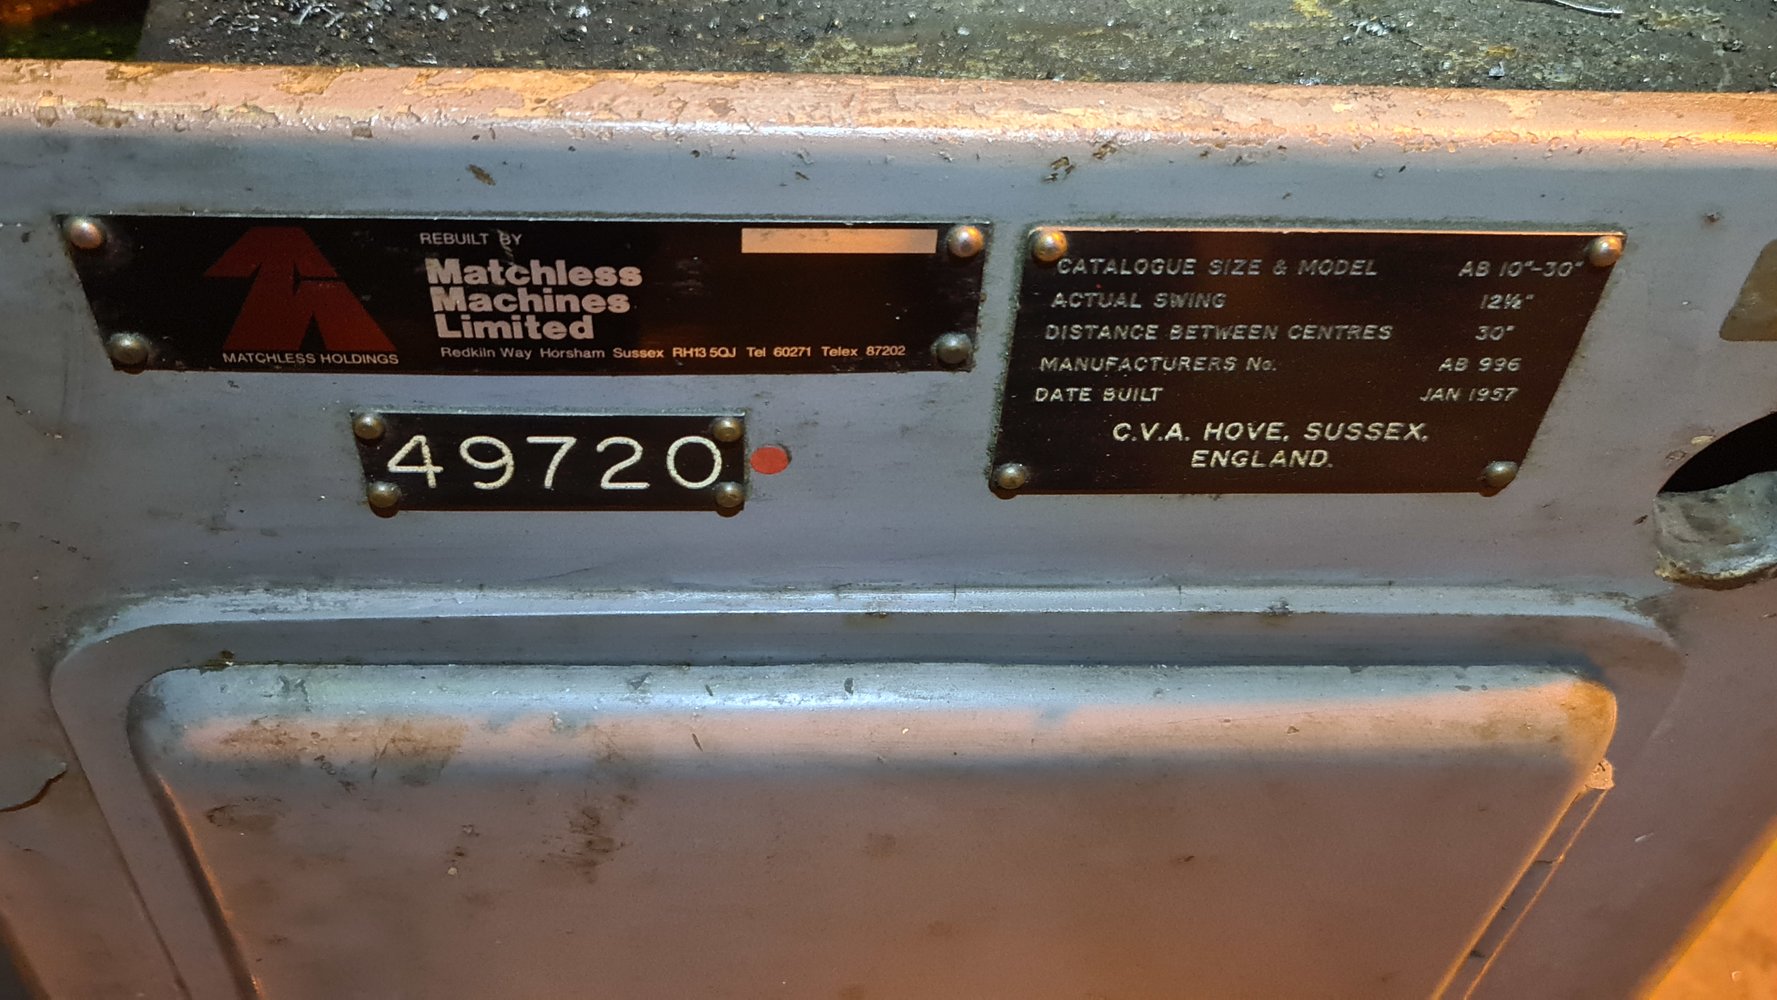 REBUILT BY
Matchless
Machines
Limited
MATCHLESS HOLDINGS
Redkiln Way Horsham Sussex RH13 5QJ Tel 60271 Telex 87202
49720
CATALOGUE SIZE & MODEL AB 10"-30"
ACTUAL SWING 12½"
DISTANCE BETWEEN CENTRES 30"
MANUFACTURERS No. AB 996
DATE BUILT JAN 1957
C.V.A. HOVE, SUSSEX,
ENGLAND.